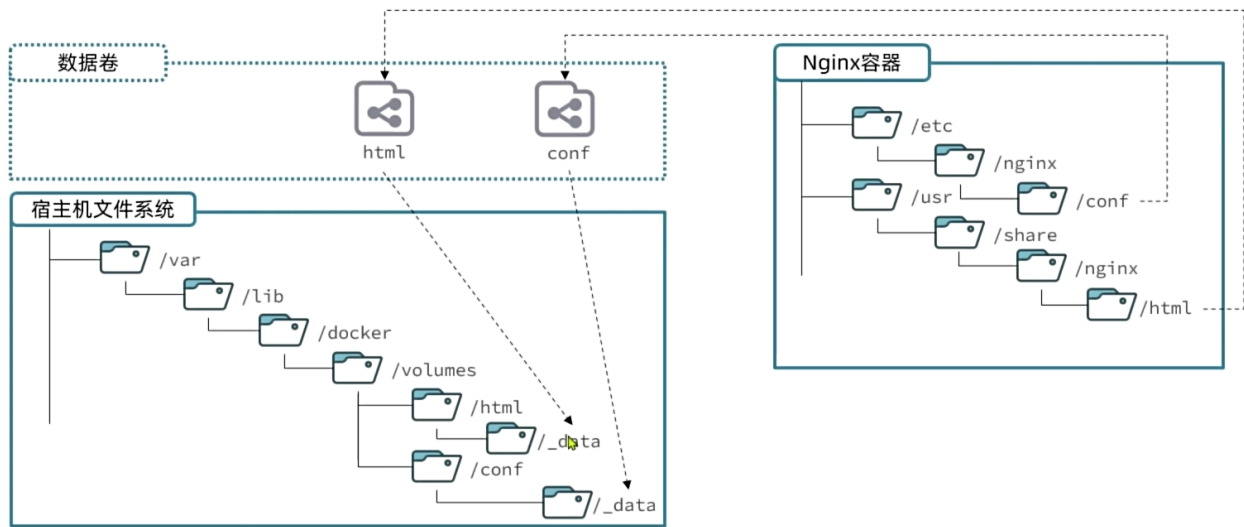 数据卷
html
conf
宿主机文件系统
/var
/lib
/docker
/volumes
/html
/_data
/conf
/_data
Nginx容器
/etc
/nginx
/conf
/usr
/share
/nginx
/html